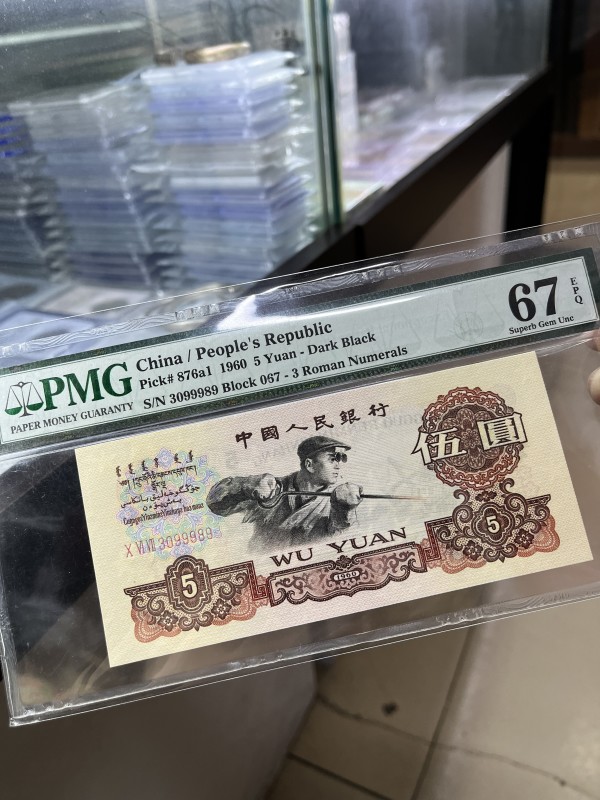 PMG
PAPER MONEY GUARANTY
China / People's Republic
Pick# 876a1 1960 5 Yuan - Dark Black
S/N 3099989 Block 067 - 3 Roman Numerals
67 EPQ
Superb Gem Unc
中國人民銀行
伍圓
X VI VII 3099989
WU YUAN
1960
5
5